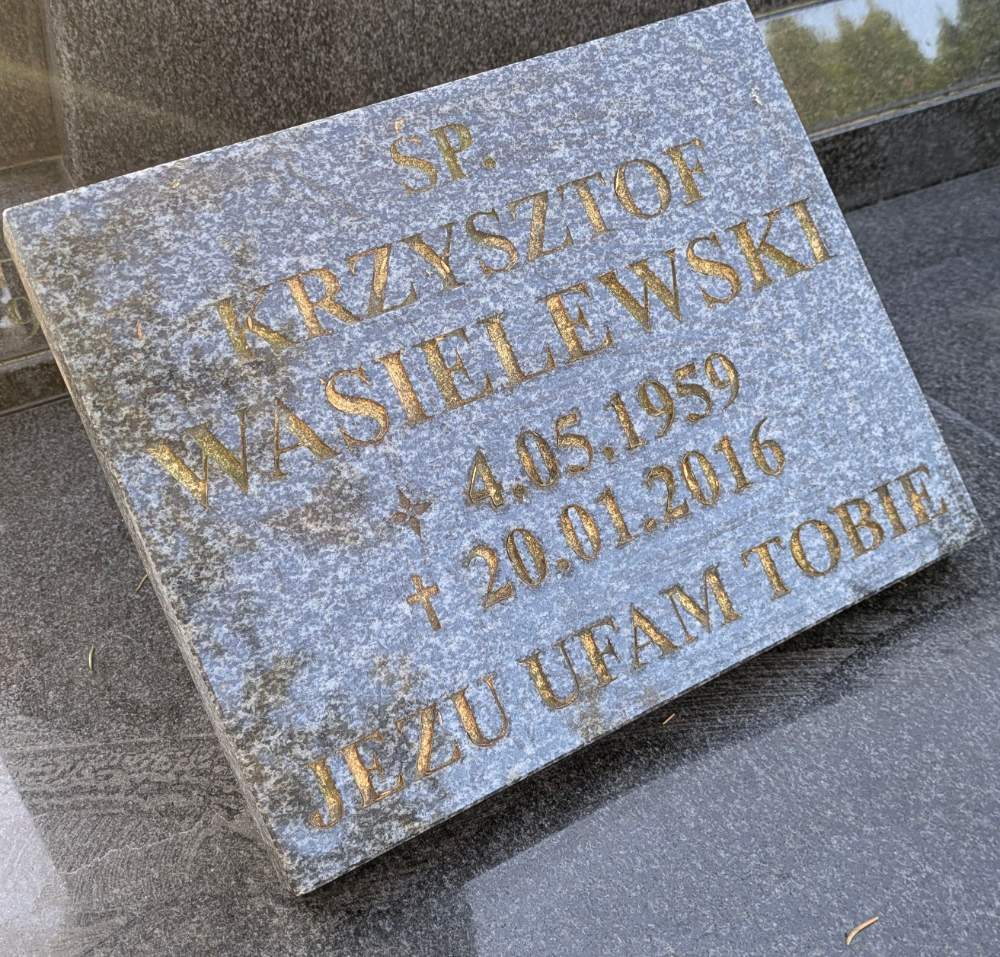 ŚP.
KRZYSZTOF
WASIELEWSKI
4.05.1959
† 20.01.2016
JEZU UFAM TOBIE